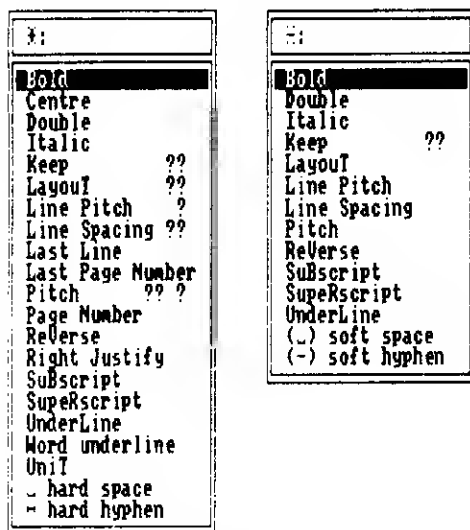 +:
Bold
Centre
Double
Italic
Keep ??
LayouT ??
Line Pitch ?
Line Spacing ??
Last Line
Last Page Number
Pitch ?? ?
Page Number
ReVerse
Right Justify
SuBscript
SupeRscript
UnderLine
Word underline
UniT
␣ hard space
- hard hyphen
-:
Bold
Double
Italic
Keep ??
LayouT
Line Pitch
Line Spacing
Pitch
ReVerse
SuBscript
SupeRscript
UnderLine
(␣) soft space
(-) soft hyphen